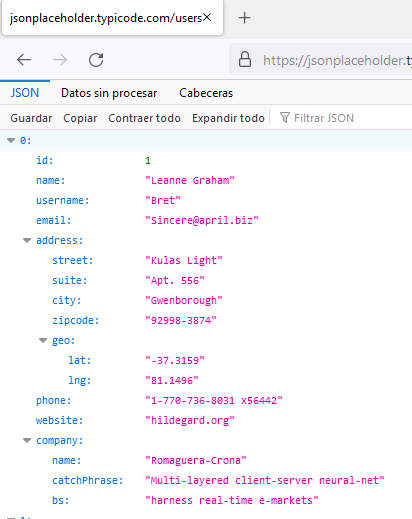 jsonplaceholder.typicode.com/users
https://jsonplaceholder.
JSON Datos sin procesar Cabeceras
Guardar Copiar Contraer todo Expandir todo Filtrar JSON
0:
id: 1
name: "Leanne Graham"
username: "Bret"
email: "Sincere@april.biz"
address:
street: "Kulas Light"
suite: "Apt. 556"
city: "Gwenborough"
zipcode: "92998-3874"
geo:
lat: "-37.3159"
lng: "81.1496"
phone: "1-770-736-8031 x56442"
website: "hildegard.org"
company:
name: "Romaguera-Crona"
catchPhrase: "Multi-layered client-server neural-net"
bs: "harness real-time e-markets"